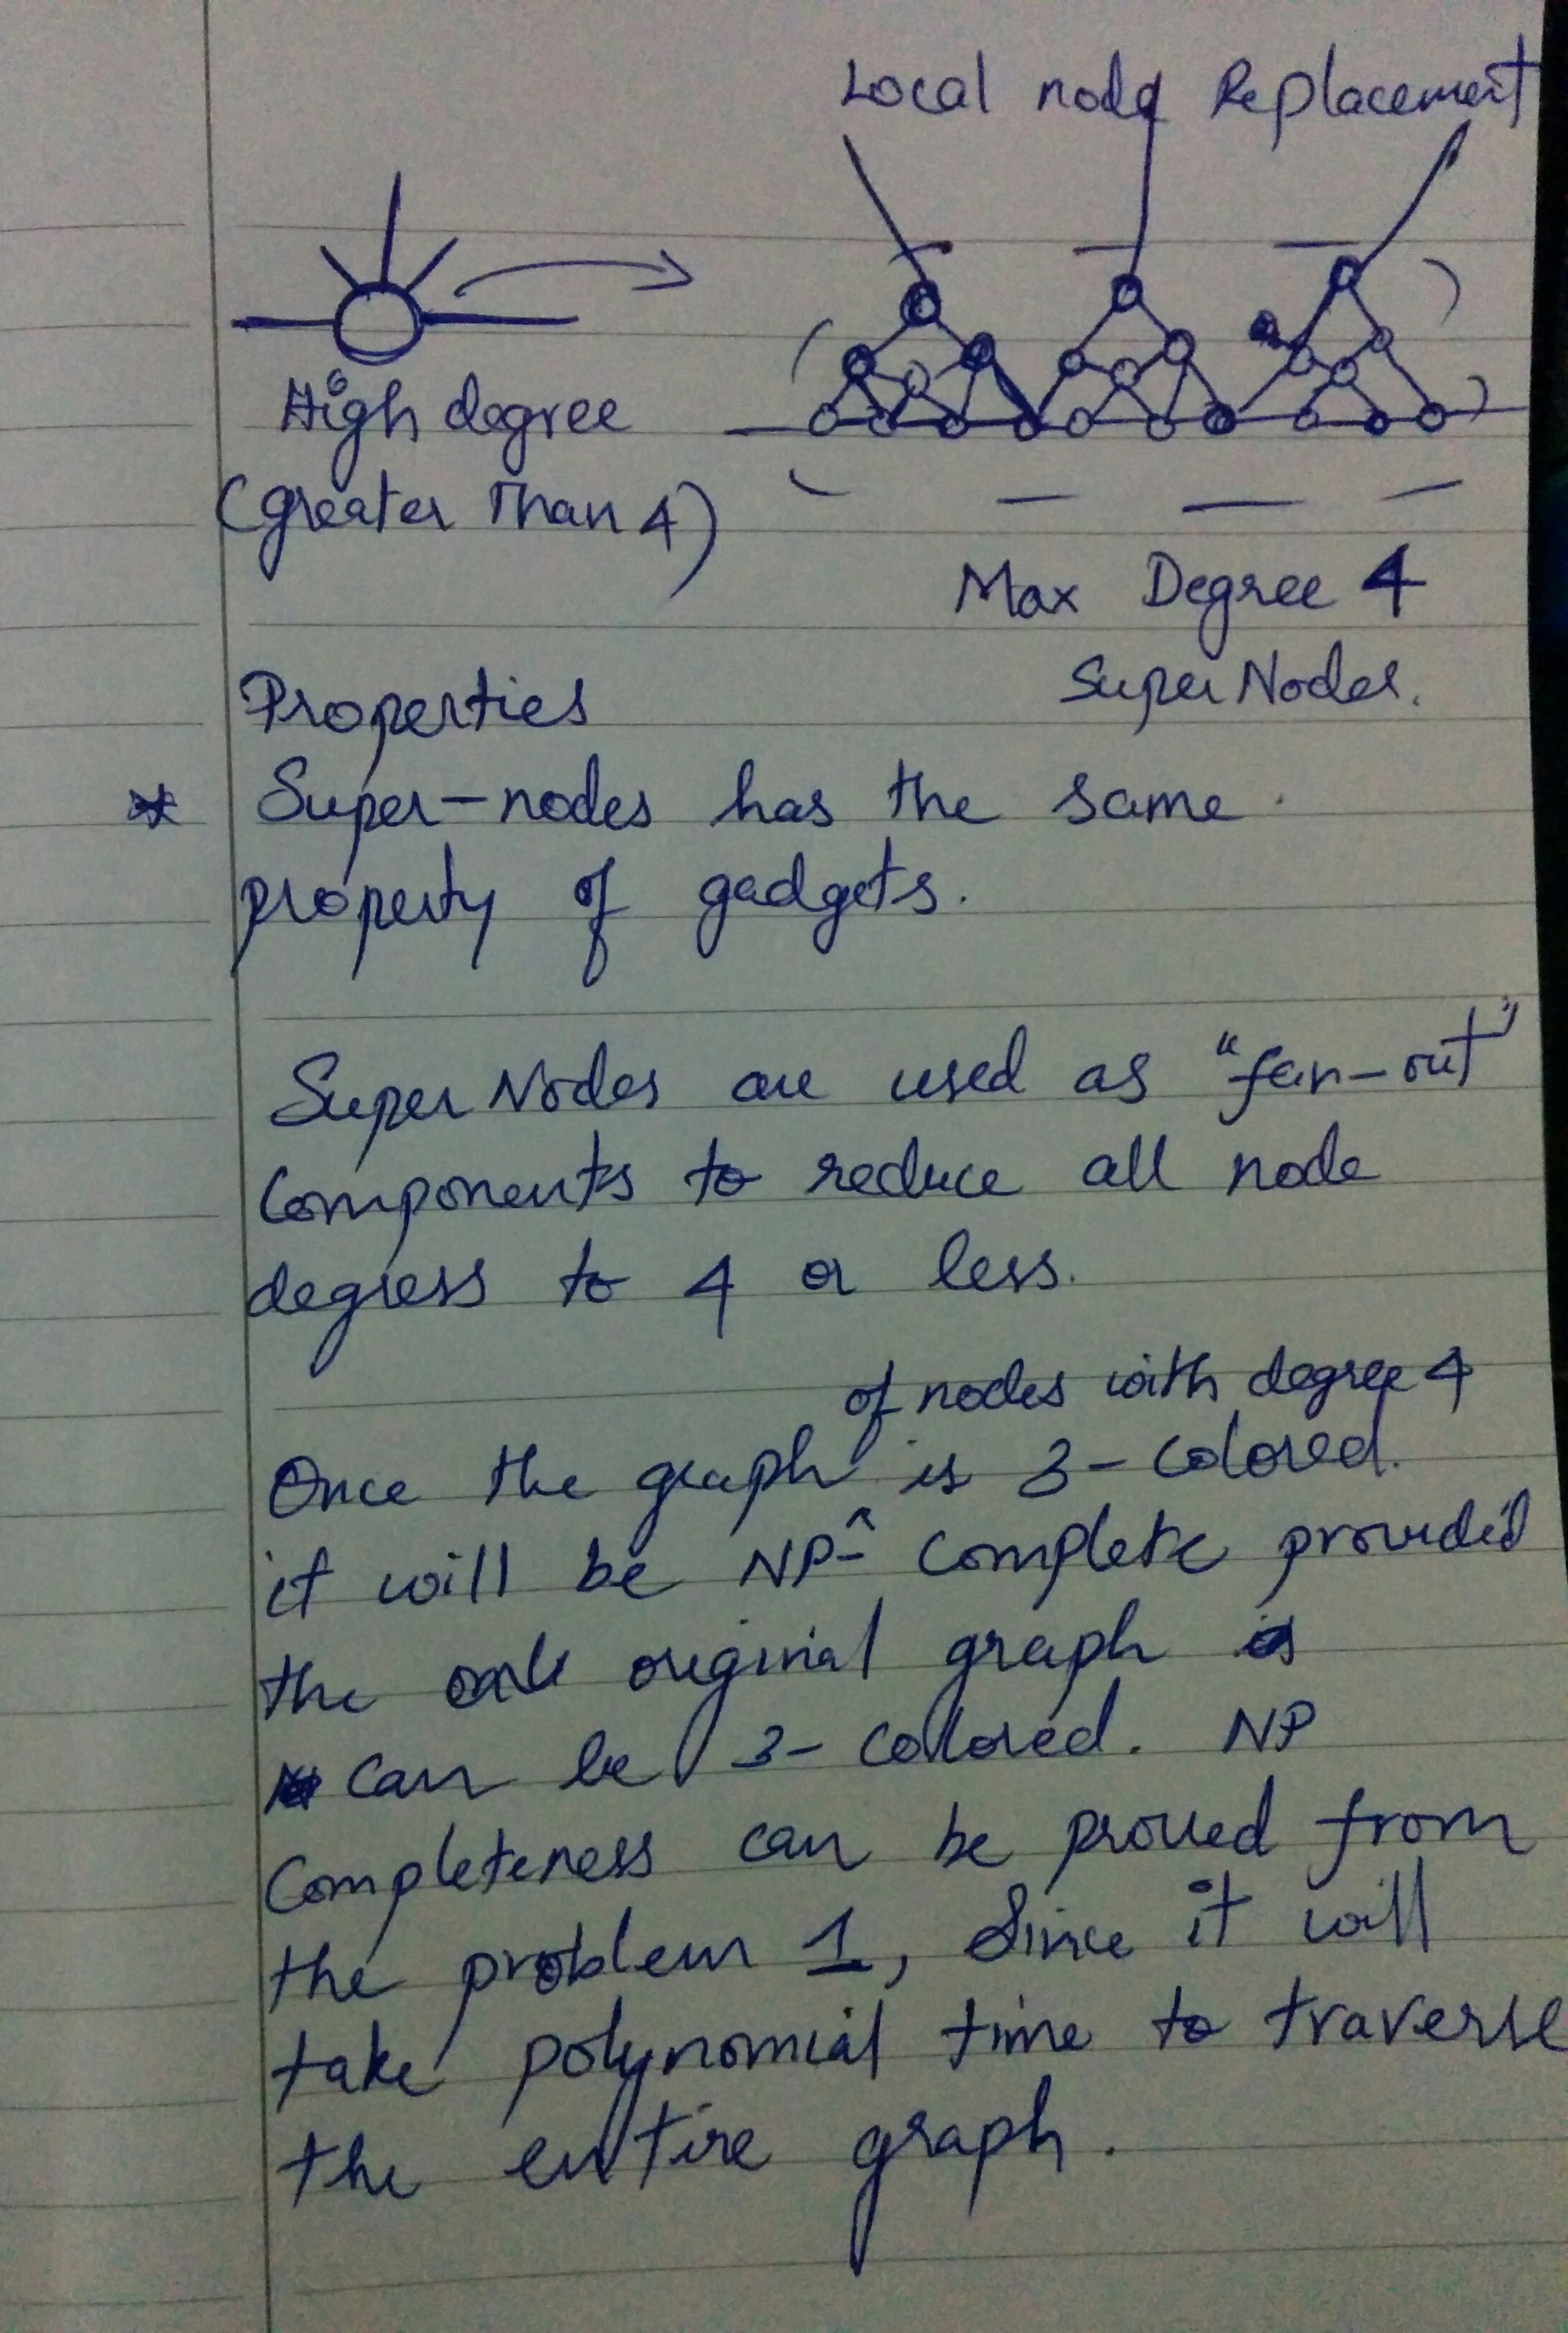 Local node Replacement
High degree
(greater Than 4)
Max Degree 4
Super Nodes.
Properties
* Super-nodes has the same
property of gadgets.
Super Nodes are used as "fan-out"
Components to reduce all node
degress to 4 or less.
of nodes with degree 4
Once the graph is 3-colored.
it will be NP-complete provided
the original graph is
can be 3-colored. NP
Completeness can be proved from
the problem 1, Since it will
take polynomial time to traverse
the entire graph.